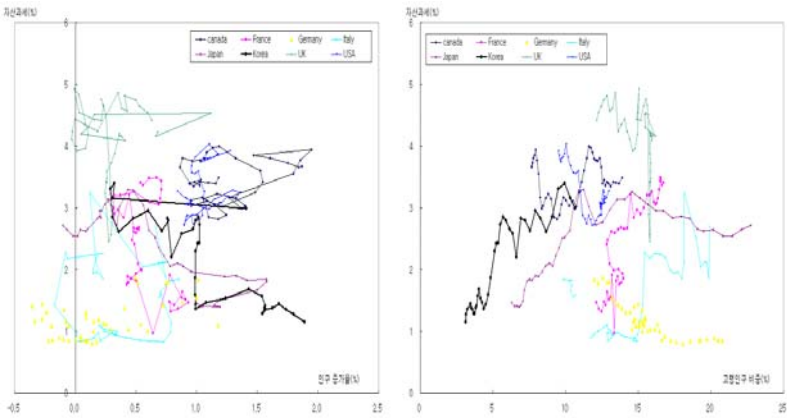 자산과세(%)
6
5
4
3
2
1
0
-0.5 0.0 0.5 1.0 1.5 2.0 2.5
인구 증가율(%)
canada France Germany Italy
Japan Korea UK USA
자산과세(%)
6
5
4
3
2
1
0
0 5 10 15 20 25
고령인구 비중(%)
canada France Germany Italy
Japan Korea UK USA